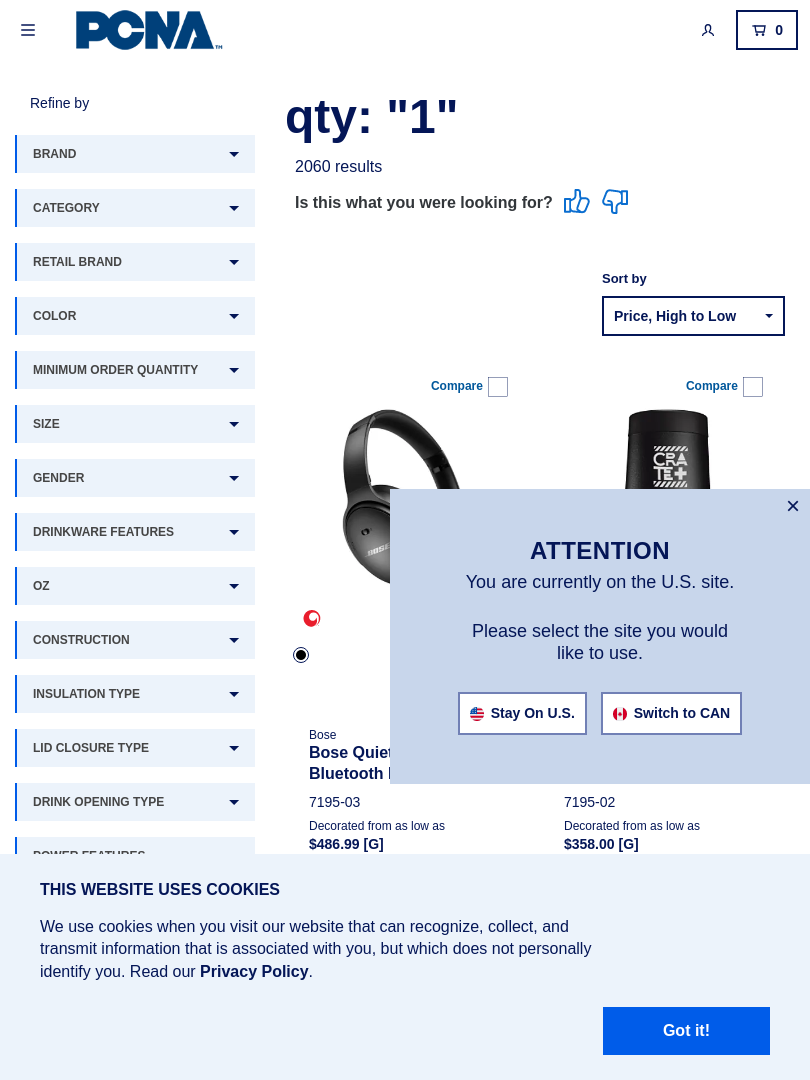 PCNA™
0
Refine by
qty: "1"
2060 results
Is this what you were looking for?
BRAND
CATEGORY
RETAIL BRAND
COLOR
MINIMUM ORDER QUANTITY
SIZE
GENDER
DRINKWARE FEATURES
OZ
CONSTRUCTION
INSULATION TYPE
LID CLOSURE TYPE
DRINK OPENING TYPE
POWER FEATURES
Sort by
Price, High to Low
Compare
Compare
BOSE
CRA
TE+
ATTENTION
You are currently on the U.S. site.
Please select the site you would
like to use.
Stay On U.S.
Switch to CAN
Bose
Bose Quiet
Bluetooth
7195-03
Decorated from as low as
$486.99 [G]
7195-02
Decorated from as low as
$358.00 [G]
THIS WEBSITE USES COOKIES
We use cookies when you visit our website that can recognize, collect, and
transmit information that is associated with you, but which does not personally
identify you. Read our Privacy Policy.
Got it!